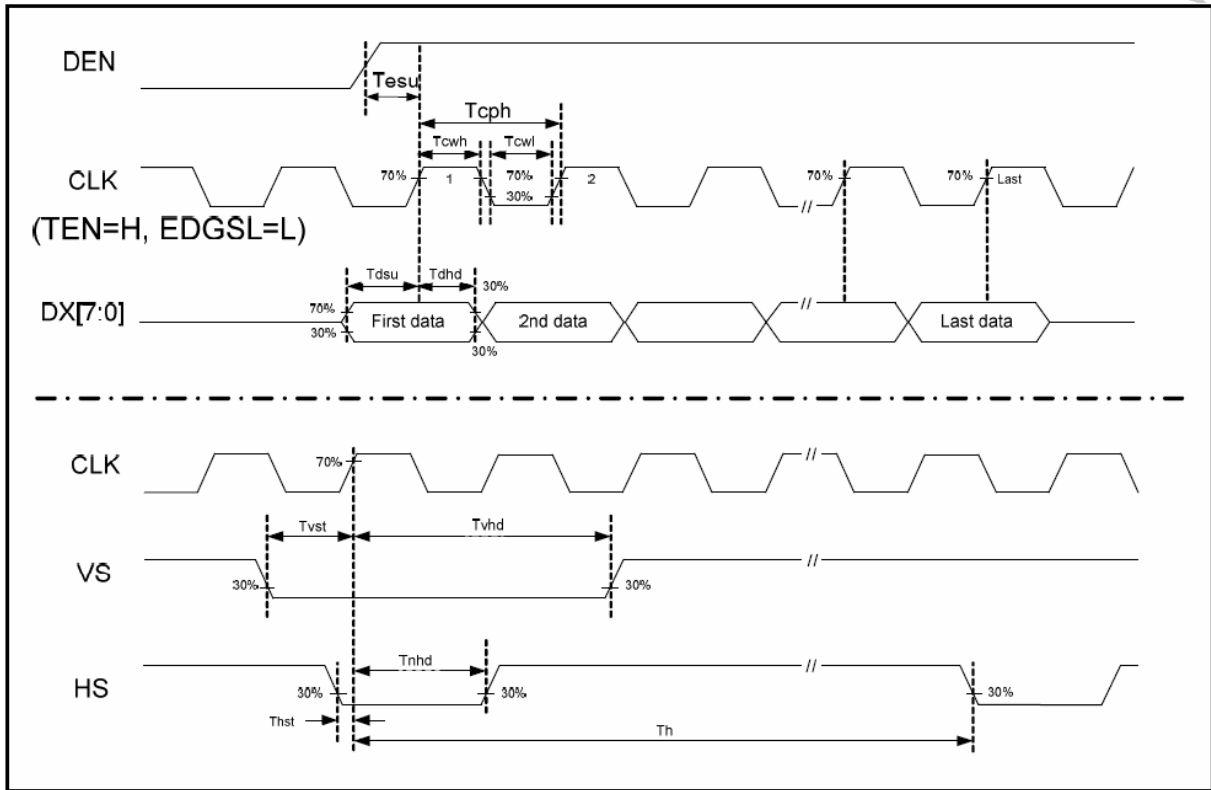 DEN
Tesu
Tcph
Tcwh
Tcwl
CLK
70%
1
70%
30%
2
70%
//
70%
Last
(TEN=H, EDGSL=L)
Tdsu
Tdhd
30%
DX[7:0]
70%
30%
First data
2nd data
//
Last data
30%
CLK
70%
//
Tvst
Tvhd
VS
30%
30%
//
Tnhd
HS
30%
30%
//
30%
Thst
Th